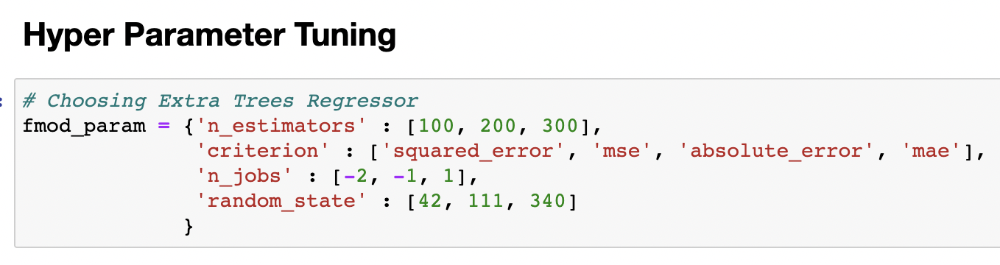 Hyper Parameter Tuning
: # Choosing Extra Trees Regressor
fmod_param = {'n_estimators' : [100, 200, 300],
'criterion' : ['squared_error', 'mse', 'absolute_error', 'mae'],
'n_jobs' : [-2, -1, 1],
'random_state' : [42, 111, 340]
}